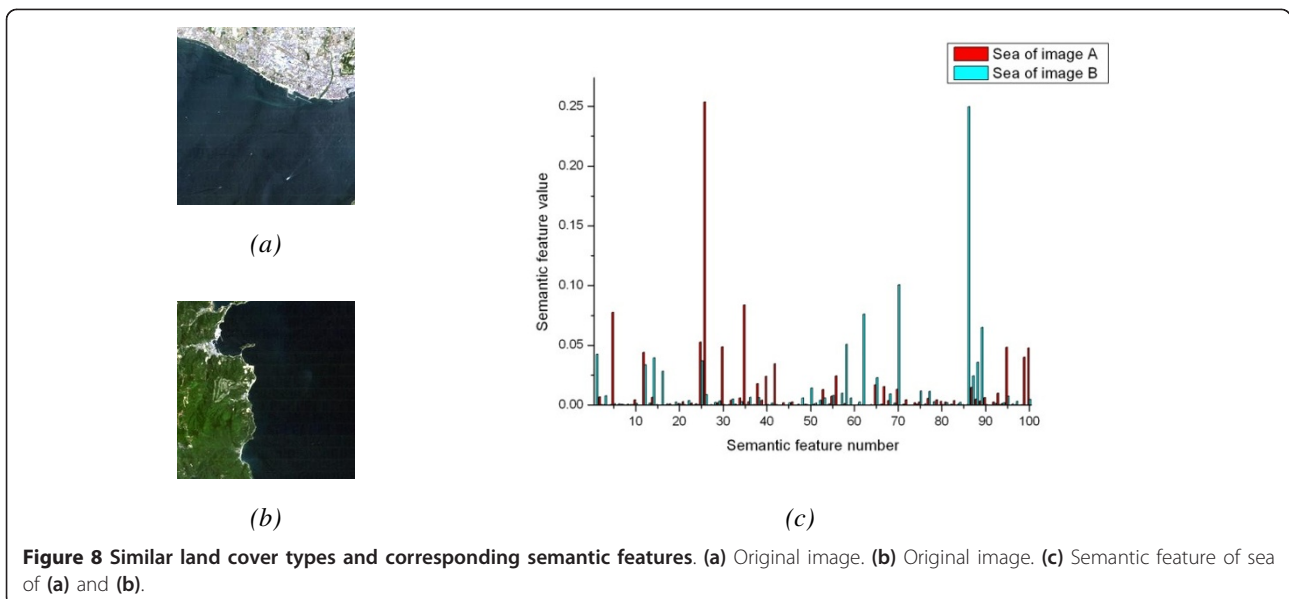 (a)
(b)
Sea of image A
Sea of image B
0.25
0.20
0.15
0.10
0.05
0.00
Semantic feature value
10 20 30 40 50 60 70 80 90 100
Semantic feature number
(c)
Figure 8 Similar land cover types and corresponding semantic features. (a) Original image. (b) Original image. (c) Semantic feature of sea
of (a) and (b).